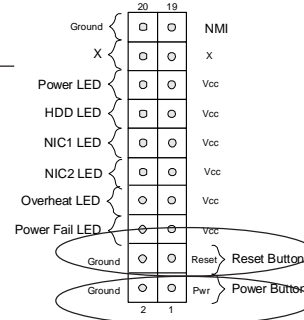 20 19
Ground NMI
X X
Power LED Vcc
HDD LED Vcc
NIC1 LED Vcc
NIC2 LED Vcc
Overheat LED Vcc
Power Fail LED Vcc
Ground Reset Reset Button
Ground Pwr Power Button
2 1